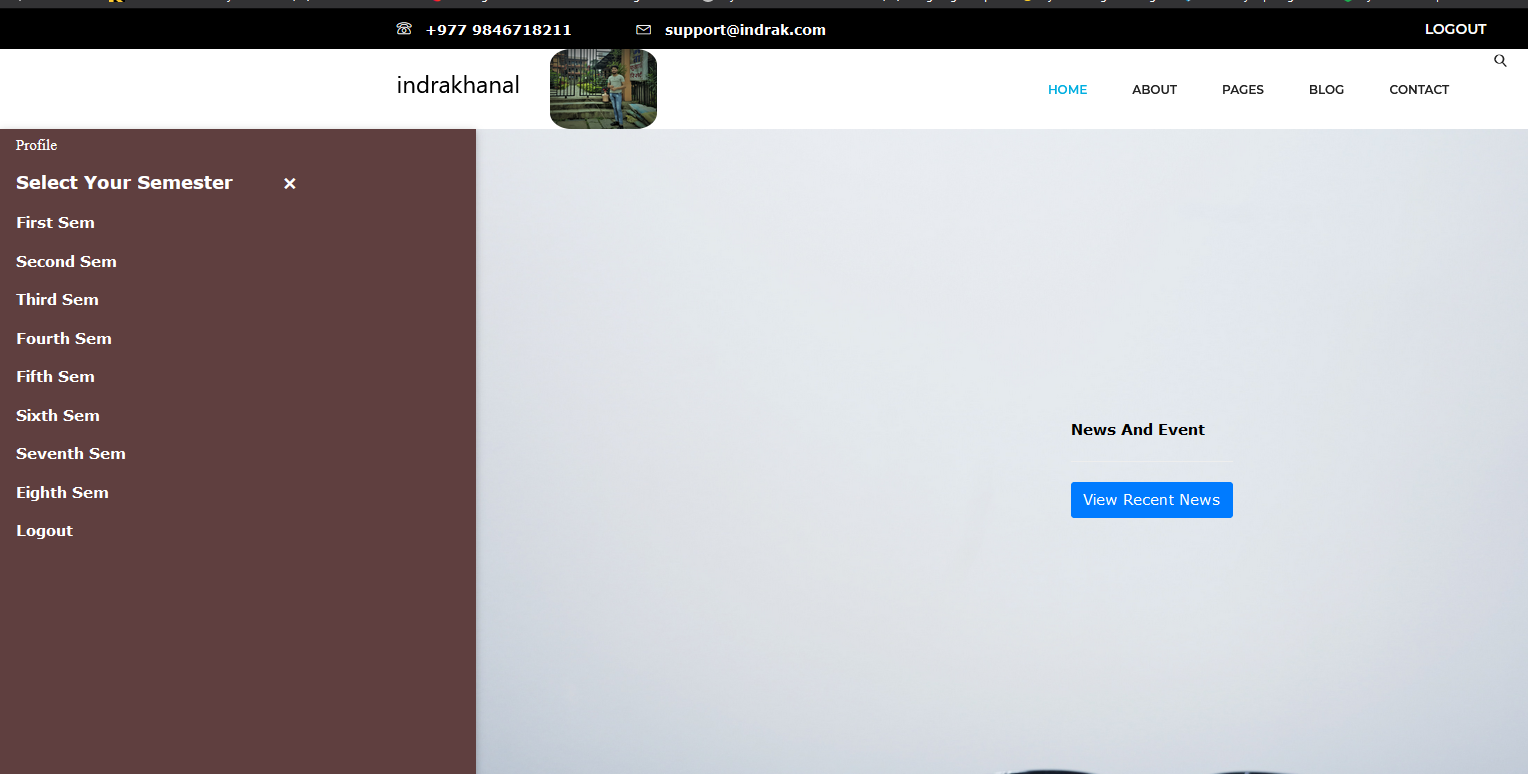 +977 9846718211 support@indrak.com LOGOUT
indrakhanal
HOME ABOUT PAGES BLOG CONTACT
Profile
Select Your Semester ×
First Sem
Second Sem
Third Sem
Fourth Sem
Fifth Sem
Sixth Sem
Seventh Sem
Eighth Sem
Logout
News And Event
View Recent News